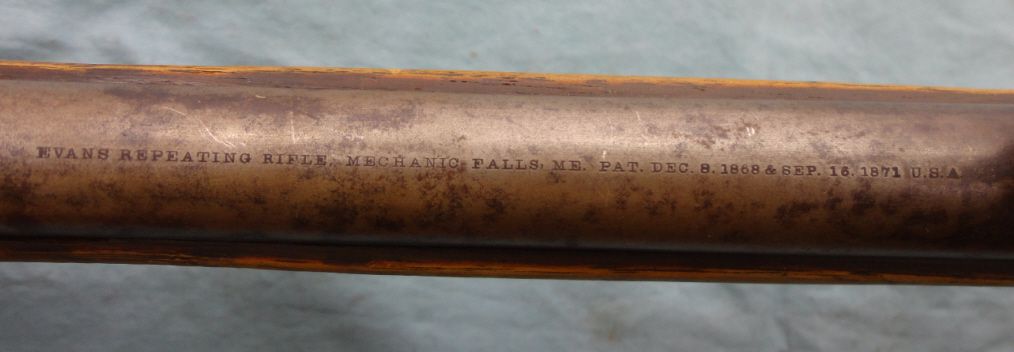 EVANS REPEATING RIFLE, MECHANIC FALLS, ME. PAT. DEC. 8. 1868 & SEP. 16. 1871 U.S.A.